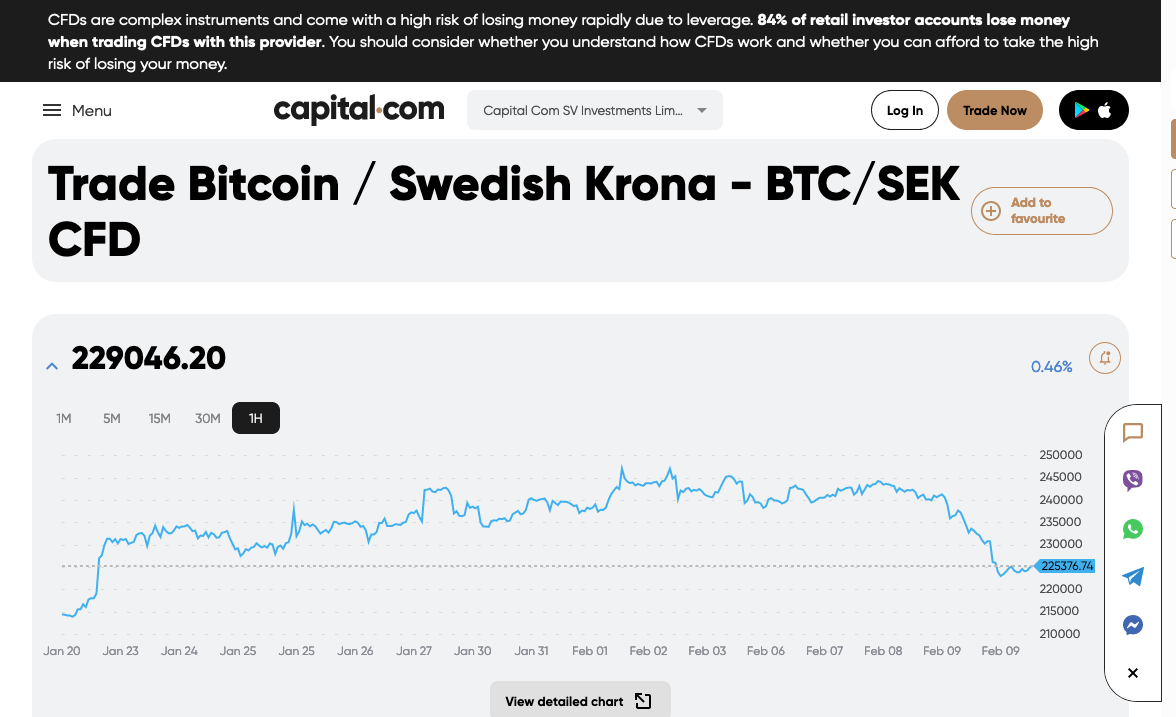 CFDs are complex instruments and come with a high risk of losing money rapidly due to leverage. 84% of retail investor accounts lose money
when trading CFDs with this provider. You should consider whether you understand how CFDs work and whether you can afford to take the high
risk of losing your money.
Menu
capital.com
Capital Com SV Investments Lim...
Log In
Trade Now
Trade Bitcoin / Swedish Krona - BTC/SEK
CFD
Add to
favourite
229046.20
0.46%
1M 5M 15M 30M 1H
250000
245000
240000
235000
230000
225376.74
220000
215000
210000
Jan 20 Jan 23 Jan 24 Jan 25 Jan 25 Jan 26 Jan 27 Jan 30 Jan 31 Feb 01 Feb 02 Feb 03 Feb 06 Feb 07 Feb 08 Feb 09 Feb 09
View detailed chart